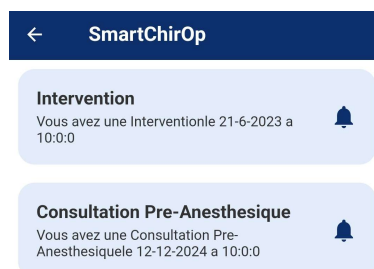 SmartChirOp
Intervention
Vous avez une Interventionle 21-6-2023 a
10:0:0
Consultation Pre-Anesthesique
Vous avez une Consultation Pre-
Anesthesiquele 12-12-2024 a 10:0:0